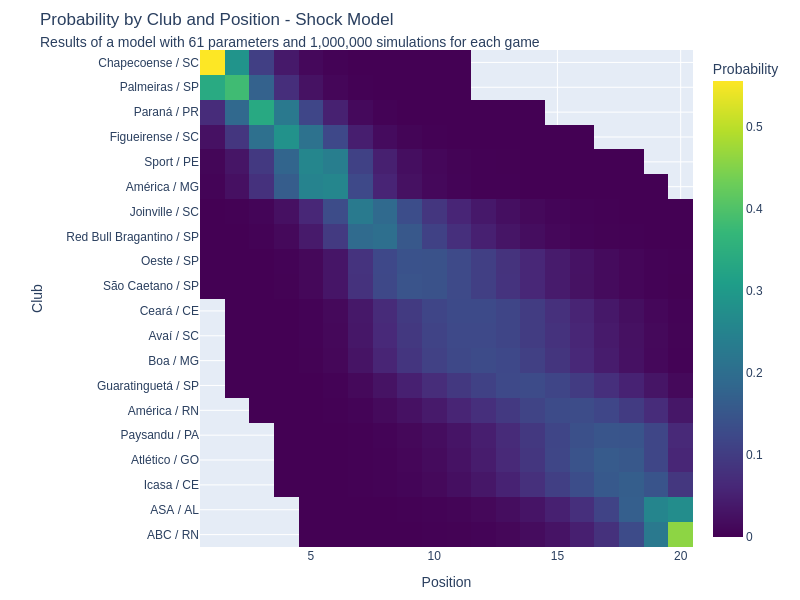 Probability by Club and Position - Shock Model
Results of a model with 61 parameters and 1,000,000 simulations for each game
Chapecoense / SC
Palmeiras / SP
Paraná / PR
Figueirense / SC
Sport / PE
América / MG
Joinville / SC
Red Bull Bragantino / SP
Oeste / SP
São Caetano / SP
Ceará / CE
Avaí / SC
Boa / MG
Guaratinguetá / SP
América / RN
Paysandu / PA
Atlético / GO
Icasa / CE
ASA / AL
ABC / RN
Club
5
10
15
20
Position
Probability
0.5
0.4
0.3
0.2
0.1
0